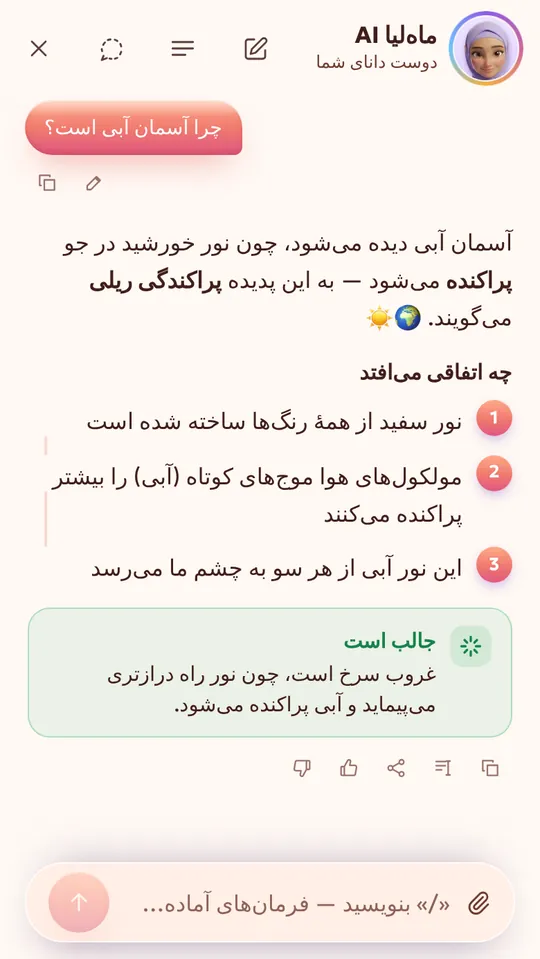 ماه‌لیا AI
دوست دانای شما
چرا آسمان آبی است؟
آسمان آبی دیده می‌شود، چون نور خورشید در جو
پراکنده می‌شود — به این پدیده پراکندگی ریلی
می‌گویند. 🌍☀️
چه اتفاقی می‌افتد
1 نور سفید از همهٔ رنگ‌ها ساخته شده است
2 مولکول‌های هوا موج‌های کوتاه (آبی) را بیشتر
پراکنده می‌کنند
3 این نور آبی از هر سو به چشم ما می‌رسد
جالب است
غروب سرخ است، چون نور راه درازتری
می‌پیماید و آبی پراکنده می‌شود.
«/» بنویسید — فرمان‌های آماده...